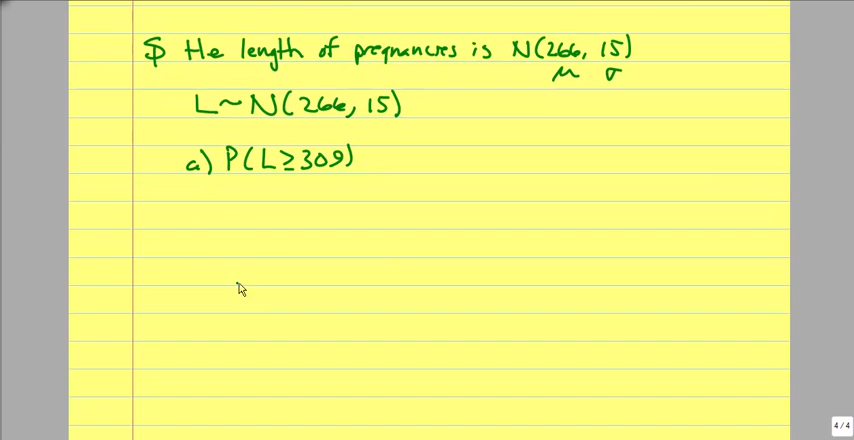 $ the length of pregnancies is N(266, 15)
μ σ
L ~ N(266, 15)
a) P(L ≥ 309)
4 / 4